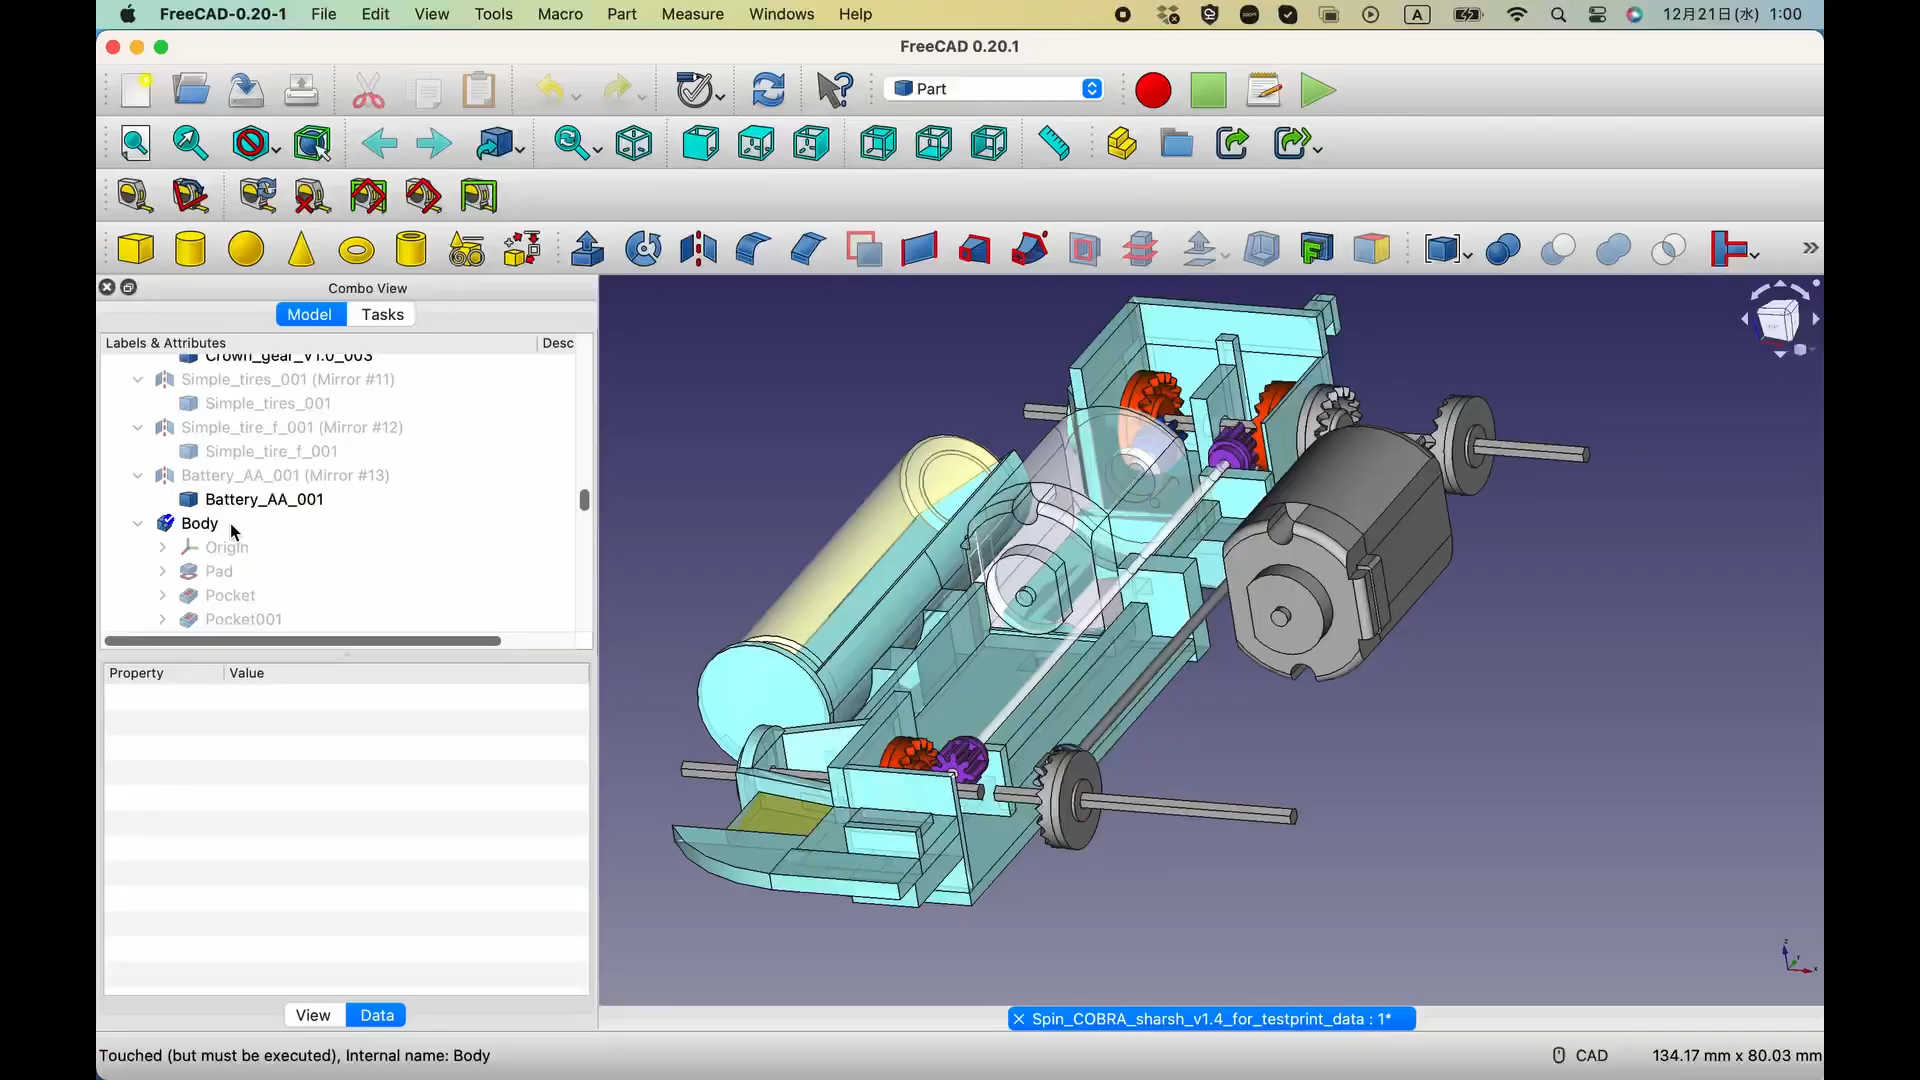 FreeCAD-0.20-1 File Edit View Tools Macro Part Measure Windows Help A 12月21日(水) 1:00
FreeCAD 0.20.1
Part
Combo View
Model Tasks
Labels & Attributes Desc
Crown_gear_v1.0_003
Simple_tires_001 (Mirror #11)
Simple_tires_001
Simple_tire_f_001 (Mirror #12)
Simple_tire_f_001
Battery_AA_001 (Mirror #13)
Battery_AA_001
Body
Origin
Pad
Pocket
Pocket001
Property Value
View Data
Spin_COBRA_sharsh_v1.4_for_testprint_data : 1*
Touched (but must be executed), Internal name: Body
CAD 134.17 mm x 80.03 mm